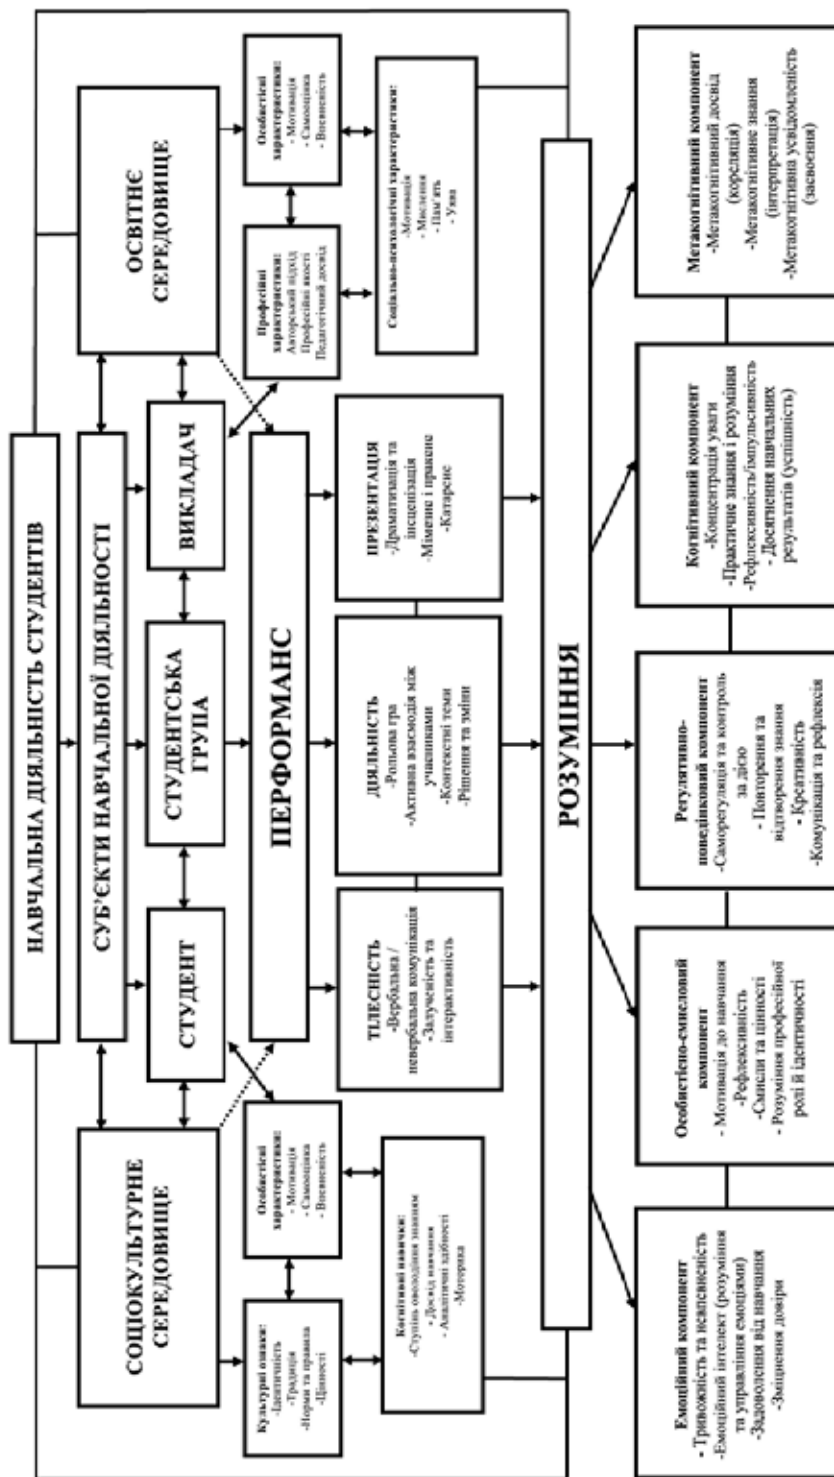 НАВЧАЛЬНА ДІЯЛЬНІСТЬ СТУДЕНТІВ
СОЦІОКУЛЬТУРНЕ
СЕРЕДОВИЩЕ
СУБ'ЄКТИ НАВЧАЛЬНОЇ ДІЯЛЬНОСТІ
ОСВІТНЄ
СЕРЕДОВИЩЕ
СТУДЕНТ
СТУДЕНТСЬКА
ГРУПА
ВИКЛАДАЧ
Культурні ознаки:
-Ідентичність
-Традиція
-Норми та правила
-Цінності
Особистісні
характеристики:
- Мотивація
- Самооцінка
- Впевненість
Когнітивні навички:
-Ступінь оволодіння знанням
- Досвід навчання
- Аналітичні здібності
-Моторика
ПЕРФОРМАНС
Професійні
характеристики:
Авторський підхід
Професійні якості
Педагогічний досвід
Особистісні
характеристики:
- Мотивація
- Самооцінка
- Впевненість
Соціально-психологічні характеристики:
-Мотивація
- Мислення
- Пам'ять
- Уява
ТІЛЕСНІСТЬ
-Вербальна /
невербальна комунікація
-Залученість та
інтерактивність
ДІЯЛЬНІСТЬ
-Рольова гра
-Активна взаємодія між
учасниками
-Контекстні теми
-Рішення та зміни
ПРЕЗЕНТАЦІЯ
-Драматизація та
інсценізація
-Мімезис і праксис
-Катарсис
РОЗУМІННЯ
Емоційний компонент
- Тривожність та невпевненість
-Емоційний інтелект (розуміння
та управління емоціями)
-Задоволення від навчання
-Зміцнення довіри
Особистісно-смисловий
компонент
- Мотивація до навчання
-Рефлексивність
-Смисли та цінності
- Розуміння професійної
ролі й ідентичності
Регулятивно-
поведінковий компонент
-Саморегуляція та контроль
за дією
- Повторення та
відтворення знання
- Креативність
-Комунікація та рефлексія
Когнітивний компонент
-Концентрація уваги
-Практичне знання і розуміння
-Рефлексивність/імпульсивність
- Досягнення навчальних
результатів (успішність)
Метакогнітивний компонент
-Метакогнітивний досвід
(кореляція)
-Метакогнітивне знання
(інтерпретація)
-Метакогнітивна усвідомленість
(засвоєння)